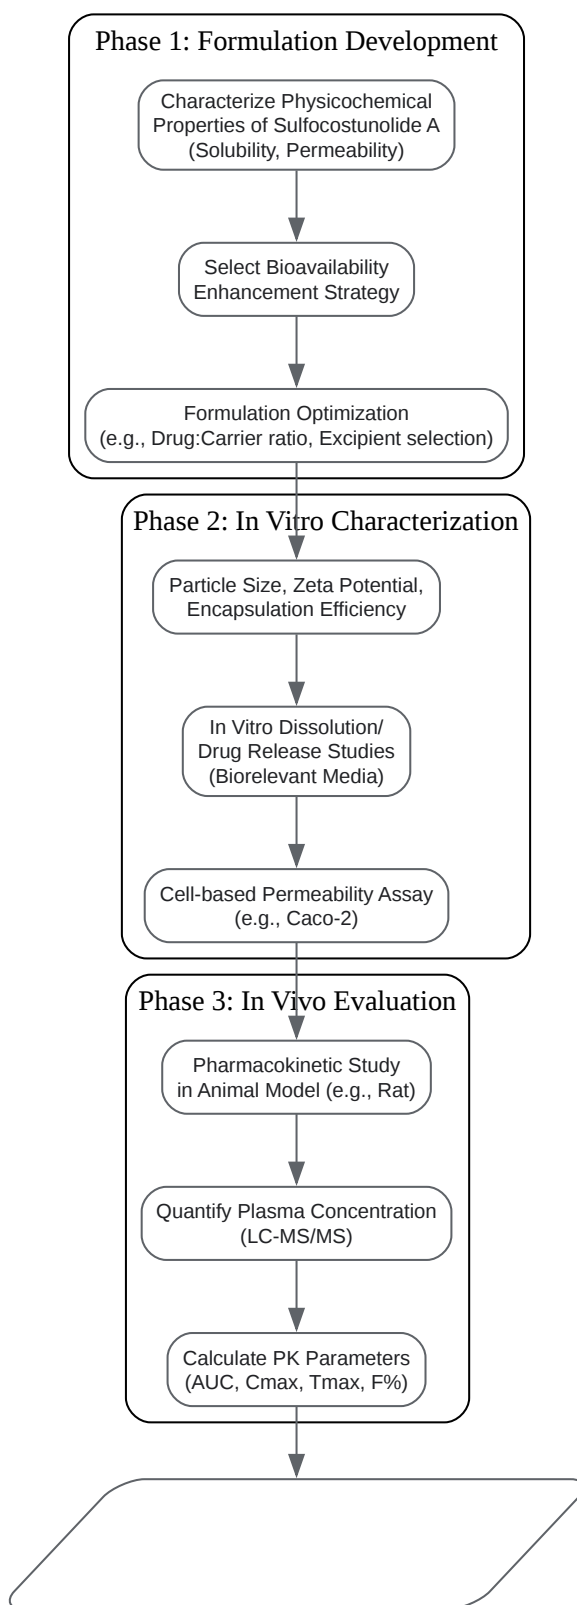 Phase 1: Formulation Development
Characterize Physicochemical
Properties of Sulfocostunolide A
(Solubility, Permeability)
Select Bioavailability
Enhancement Strategy
Formulation Optimization
(e.g., Drug:Carrier ratio, Excipient selection)
Phase 2: In Vitro Characterization
Particle Size, Zeta Potential,
Encapsulation Efficiency
In Vitro Dissolution/
Drug Release Studies
(Biorelevant Media)
Cell-based Permeability Assay
(e.g., Caco-2)
Phase 3: In Vivo Evaluation
Pharmacokinetic Study
in Animal Model (e.g., Rat)
Quantify Plasma Concentration
(LC-MS/MS)
Calculate PK Parameters
(AUC, Cmax, Tmax, F%)